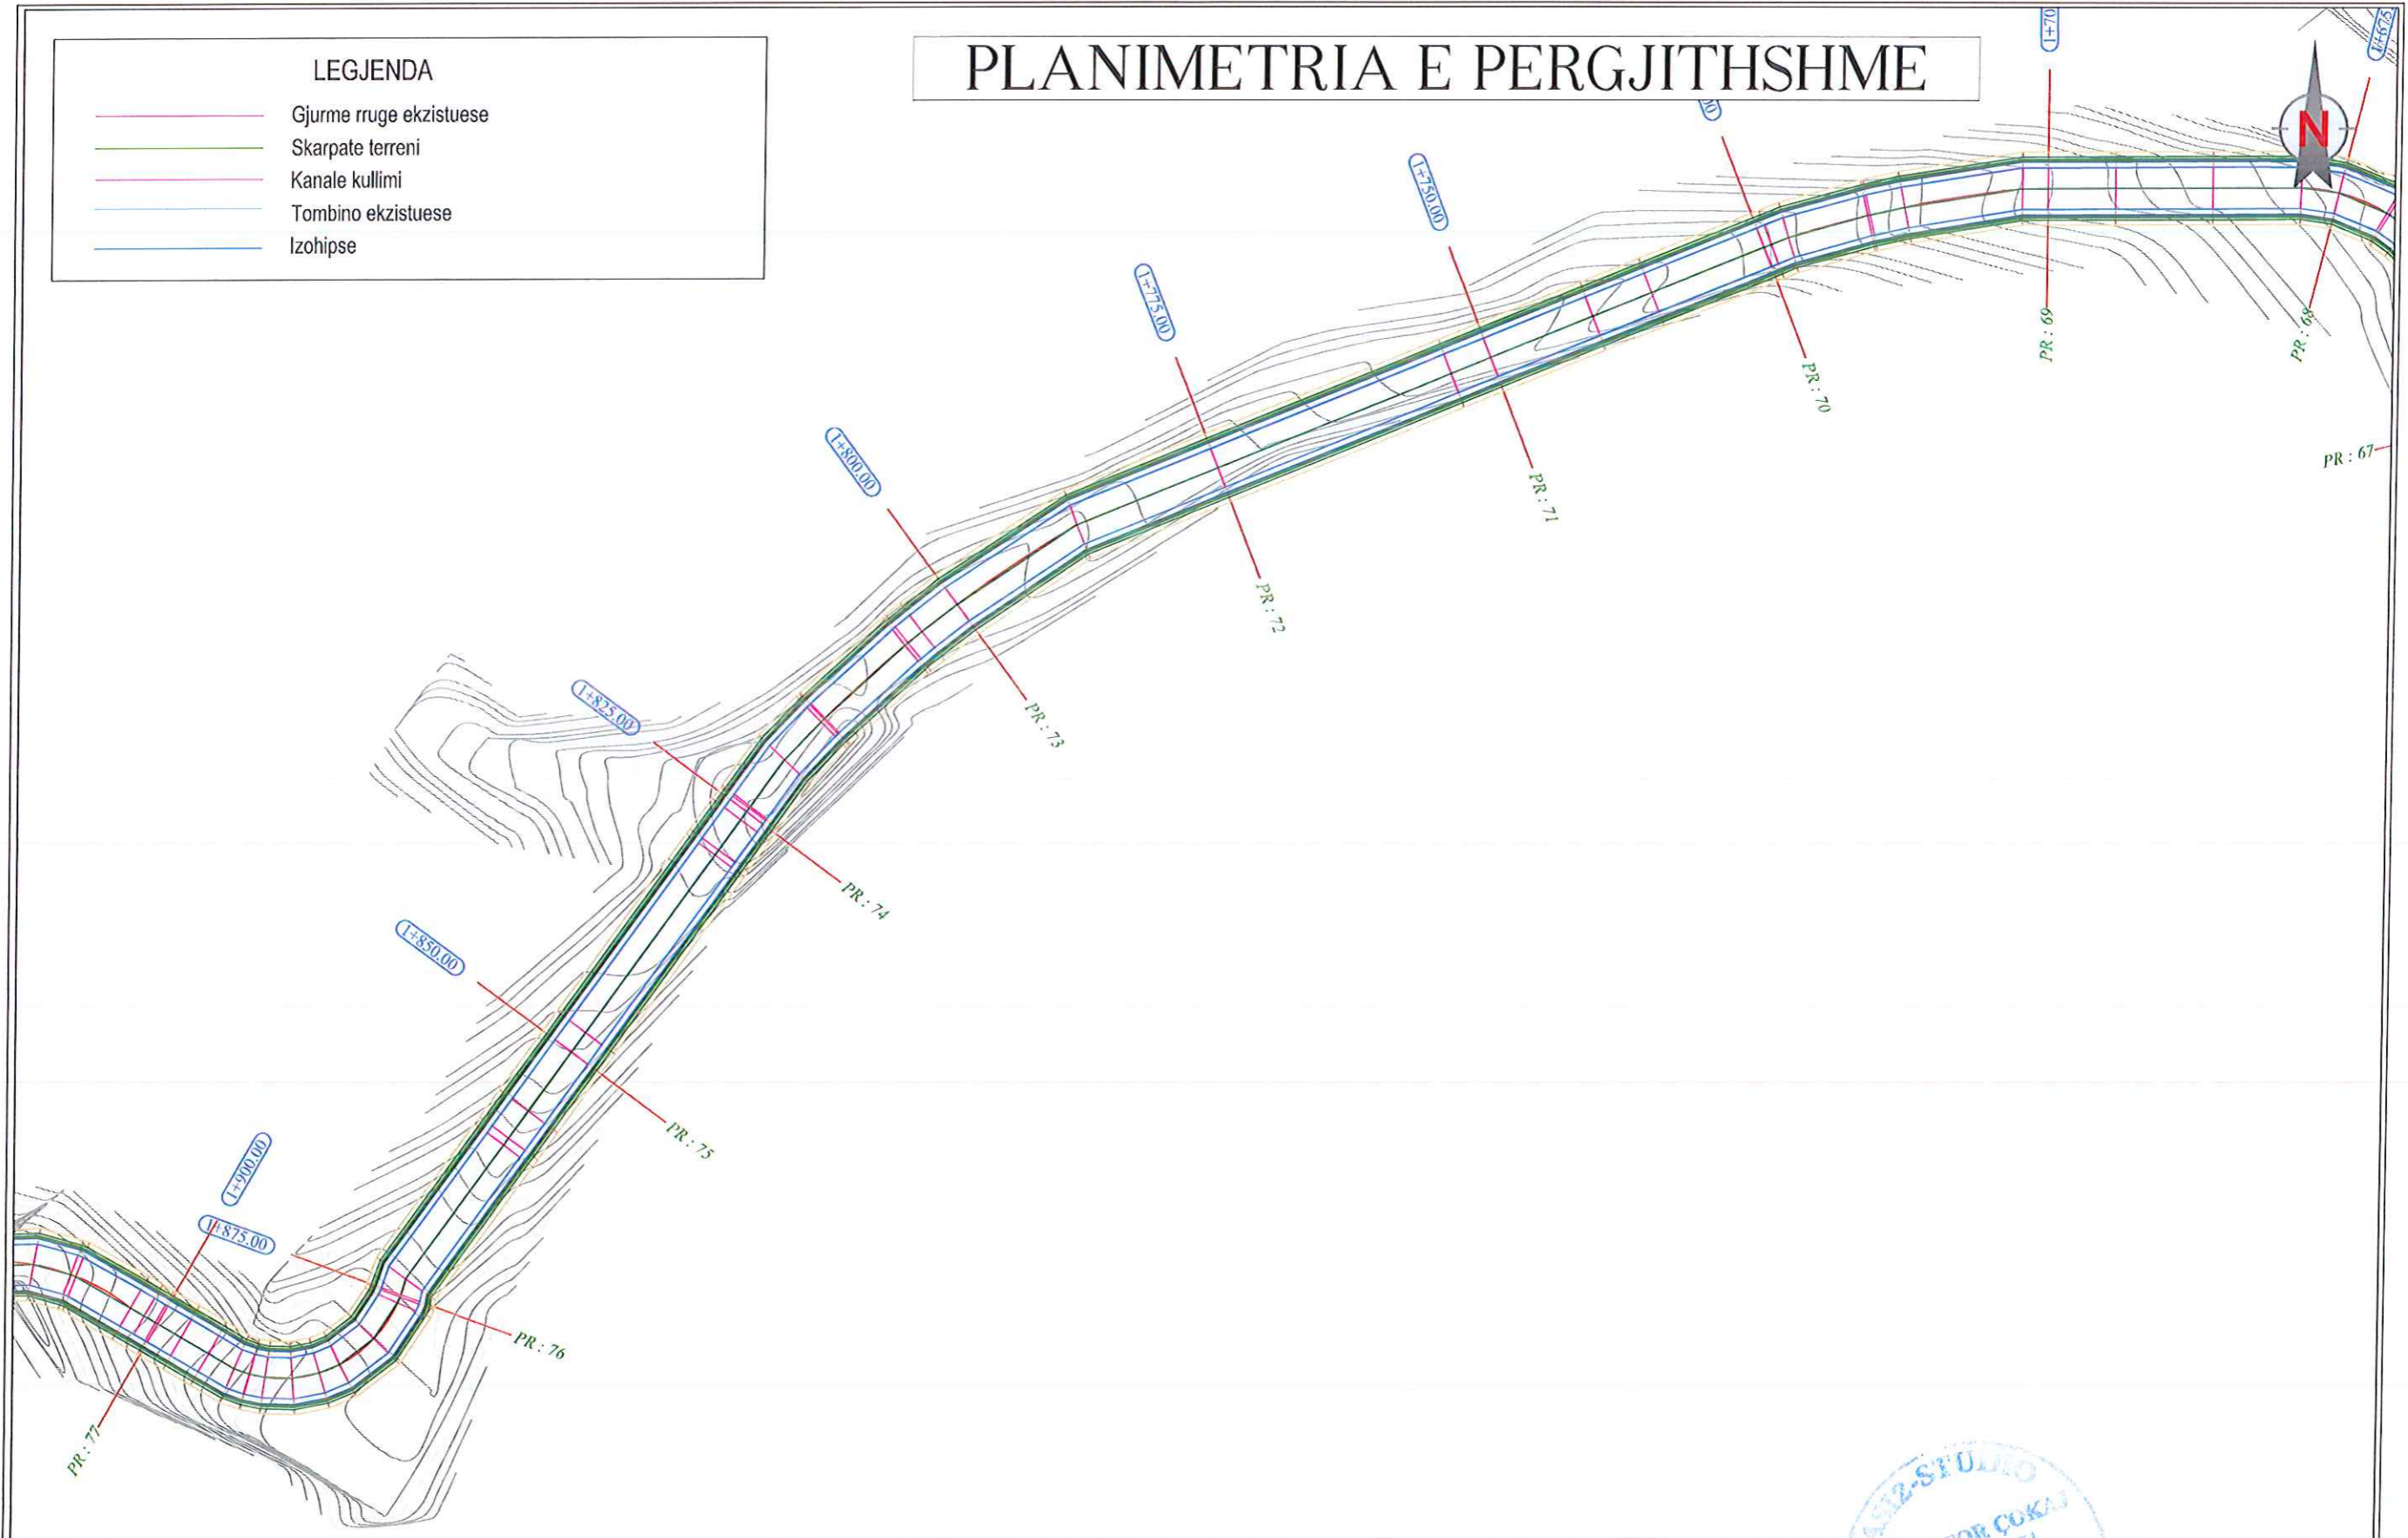 PLANIMETRIA E PERGJITHSHME
LEGJENDA
Gjurme rruge ekzistuese
Skarpate terreni
Kanale kullimi
Tombino ekzistuese
Izohipse
N
1+750.00
1+775.00
1+800.00
1+825.00
1+850.00
1+900.00
1+875.00
PR : 67
PR : 68
PR : 69
PR : 70
PR : 71
PR : 72
PR : 73
PR : 74
PR : 75
PR : 76
PR : 77
STUDIO
ÇOKAJ